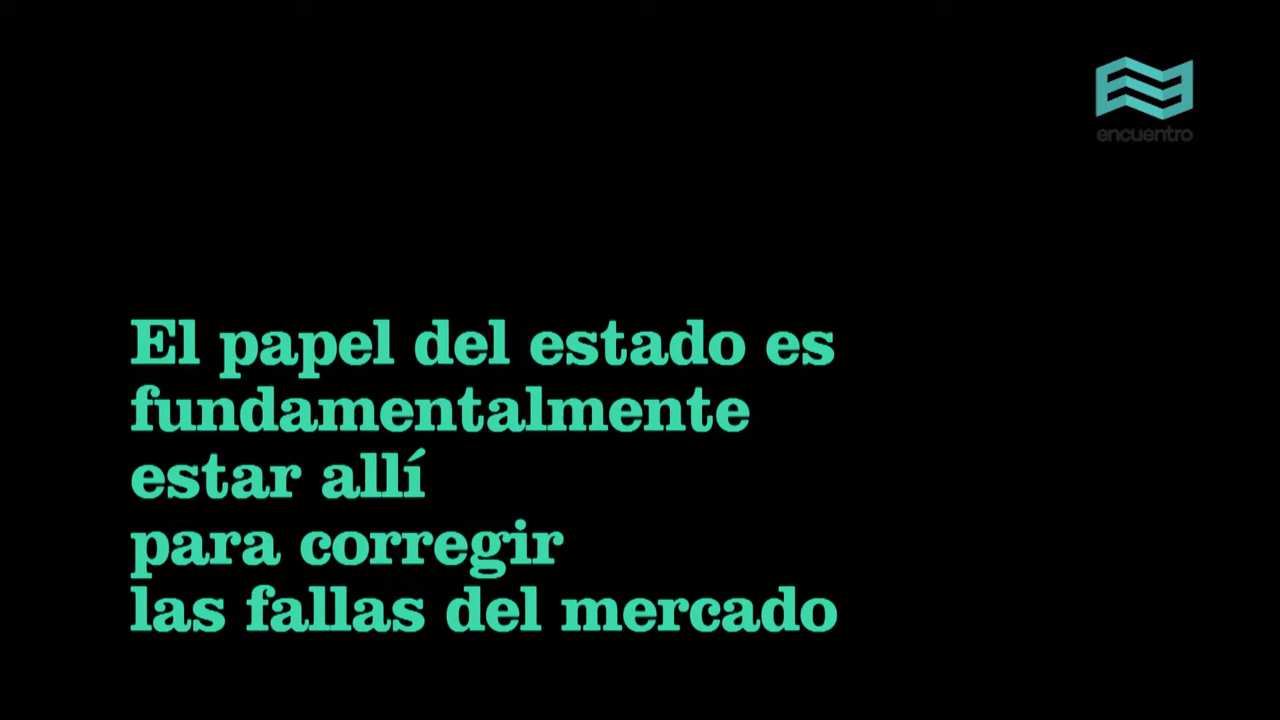 encuentro
El papel del estado es
fundamentalmente
estar allí
para corregir
las fallas del mercado